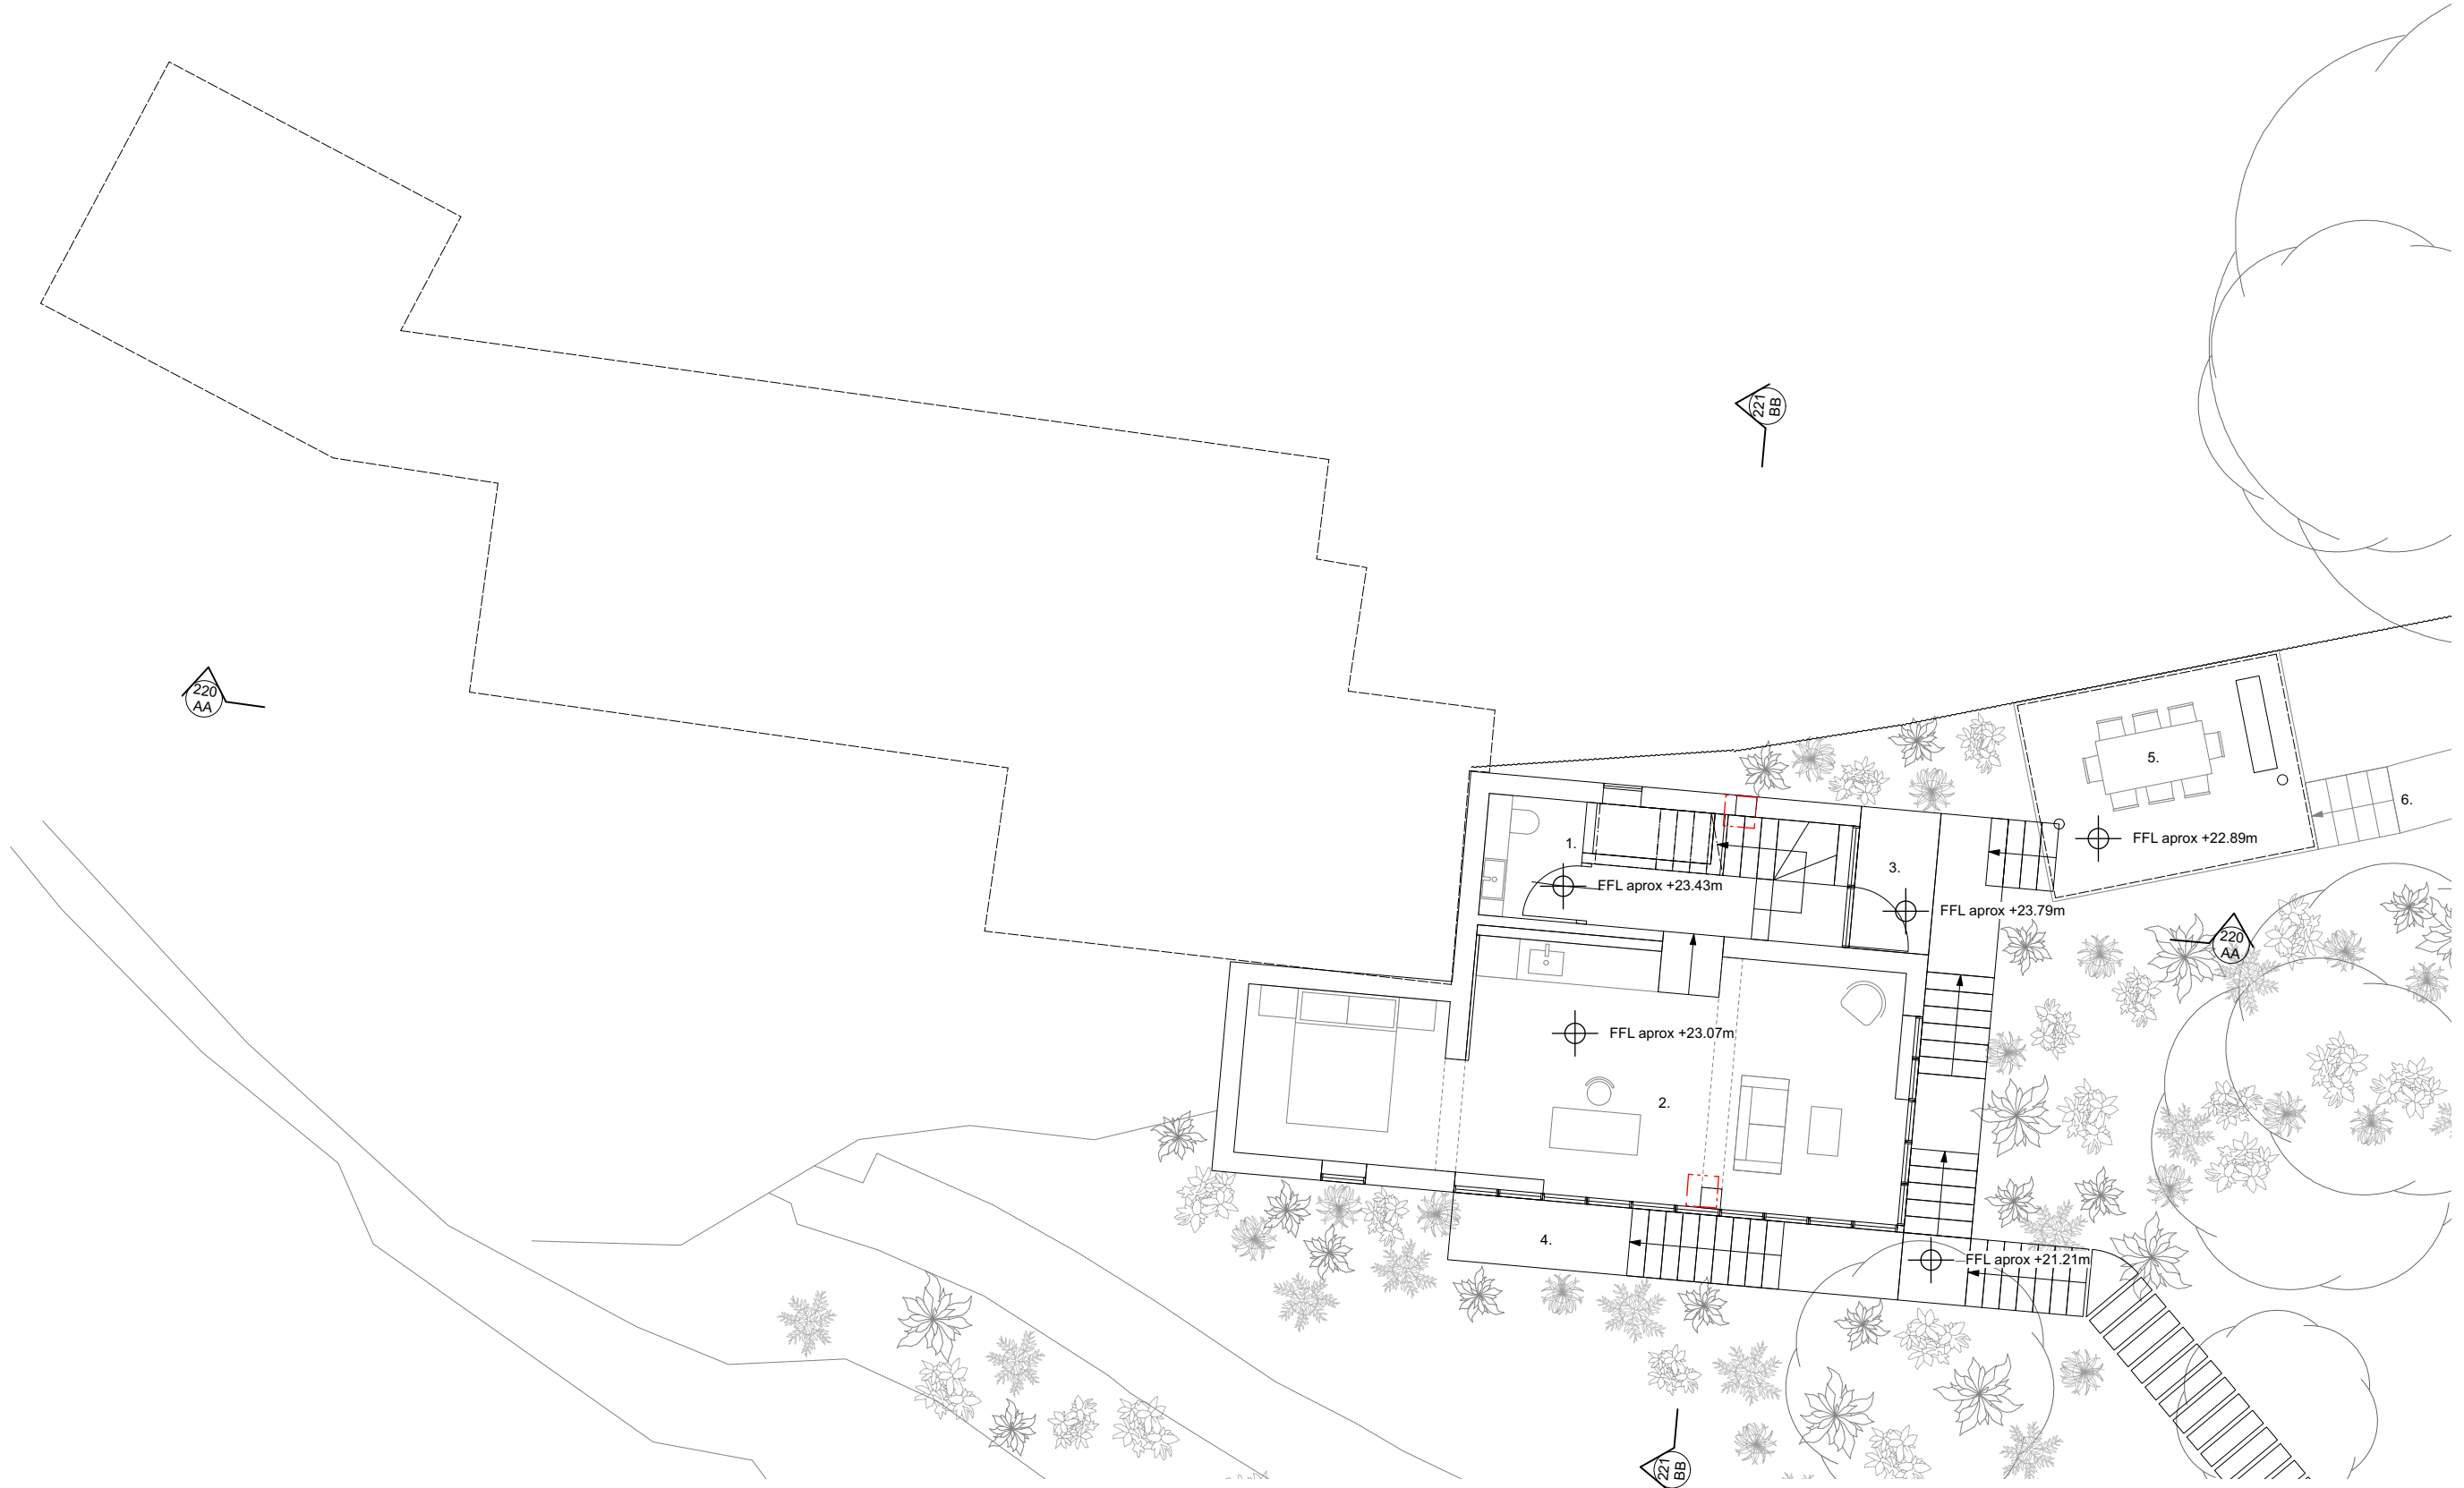 221
BB
220
AA
5.
6.
FFL aprox +22.89m
1.
3.
FFL aprox +23.43m
FFL aprox +23.79m
220
AA
FFL aprox +23.07m
2.
4.
FFL aprox +21.21m
221
BB